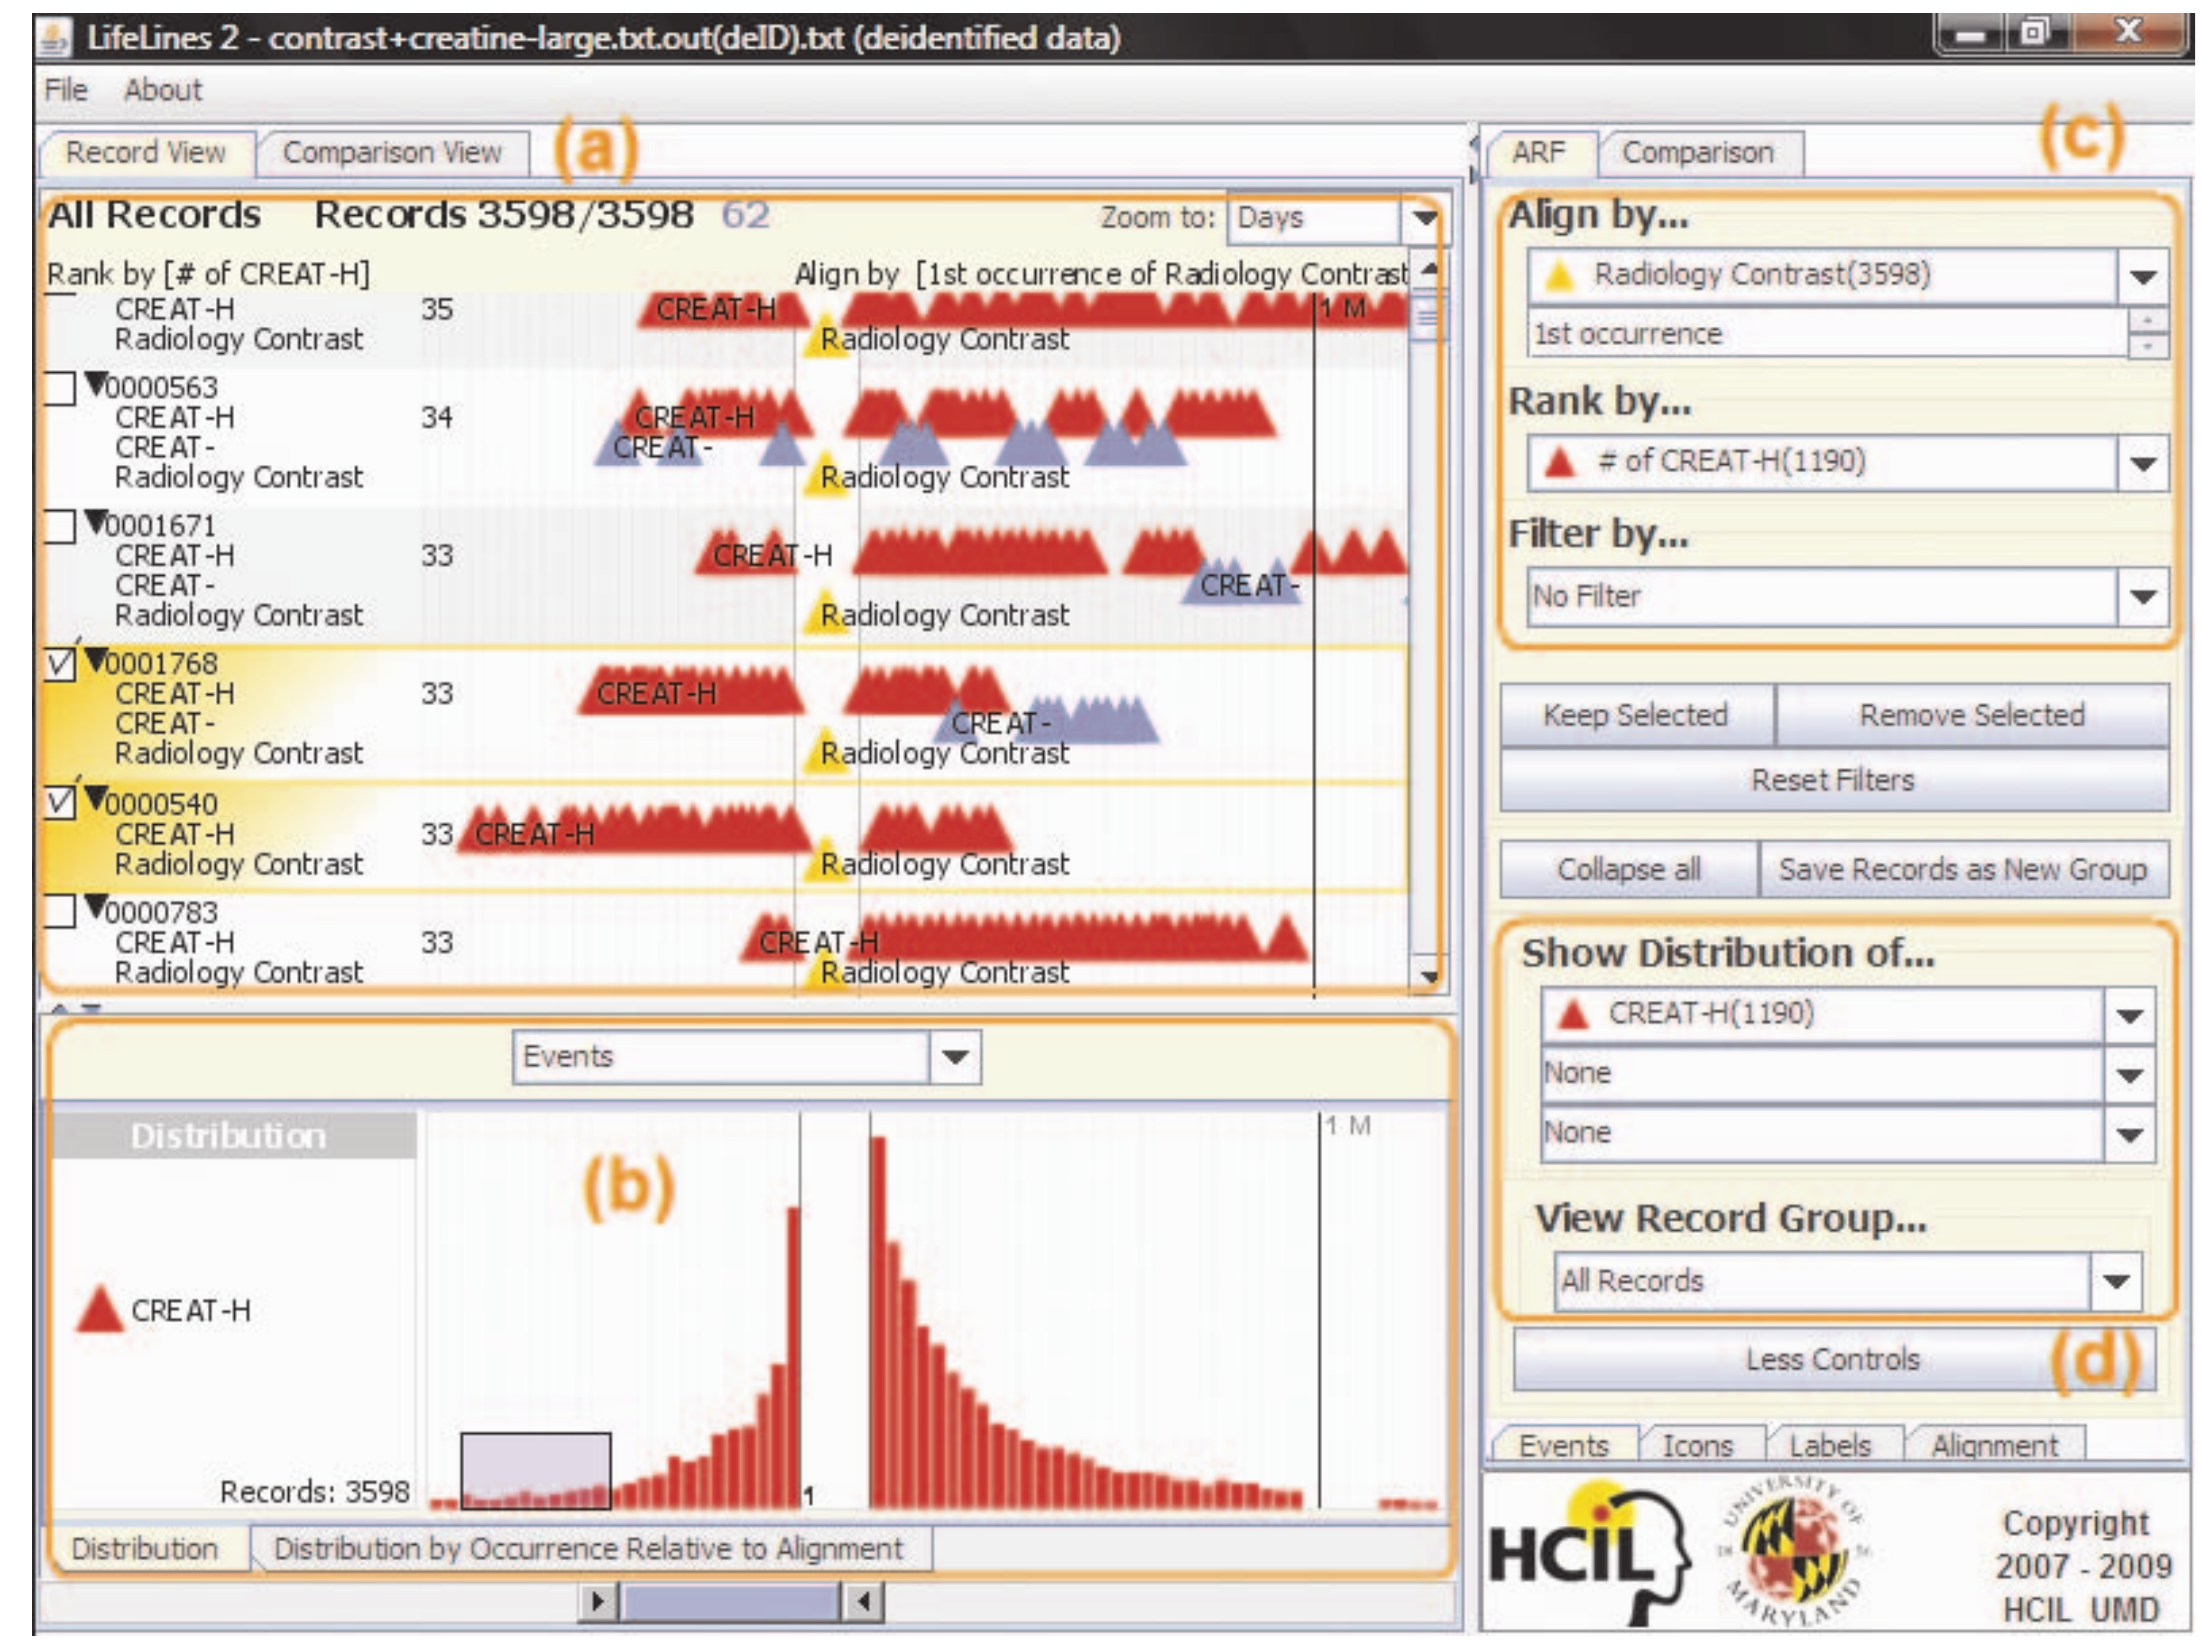 LifeLines 2 - contrast+creatine-large.txt.out(deID).txt (deidentified data)
File About
Record View Comparison View (a)
All Records Records 3598/3598 62 Zoom to: Days
Rank by [# of CREAT-H] Align by [1st occurrence of Radiology Contrast
CREAT-H 35 CREAT-H 1 M
Radiology Contrast Radiology Contrast
0000563
CREAT-H 34 CREAT-H
CREAT- CREAT-
Radiology Contrast Radiology Contrast
0001671
CREAT-H 33 CREAT-H
CREAT- CREAT-
Radiology Contrast Radiology Contrast
0001768
CREAT-H 33 CREAT-H
CREAT- CREAT-
Radiology Contrast Radiology Contrast
0000540
CREAT-H 33 CREAT-H
Radiology Contrast Radiology Contrast
0000783
CREAT-H 33 CREAT-H
Radiology Contrast Radiology Contrast
Events
Distribution
(b)
1 M
CREAT-H
Records: 3598
1
Distribution Distribution by Occurrence Relative to Alignment
ARF Comparison (c)
Align by...
Radiology Contrast(3598)
1st occurrence
Rank by...
# of CREAT-H(1190)
Filter by...
No Filter
Keep Selected Remove Selected
Reset Filters
Collapse all Save Records as New Group
Show Distribution of...
CREAT-H(1190)
None
None
View Record Group...
All Records
Less Controls (d)
Events Icons Labels Alignment
HCIL
UNIVERSITY OF
18 56
MARYLAND
Copyright
2007 - 2009
HCIL UMD